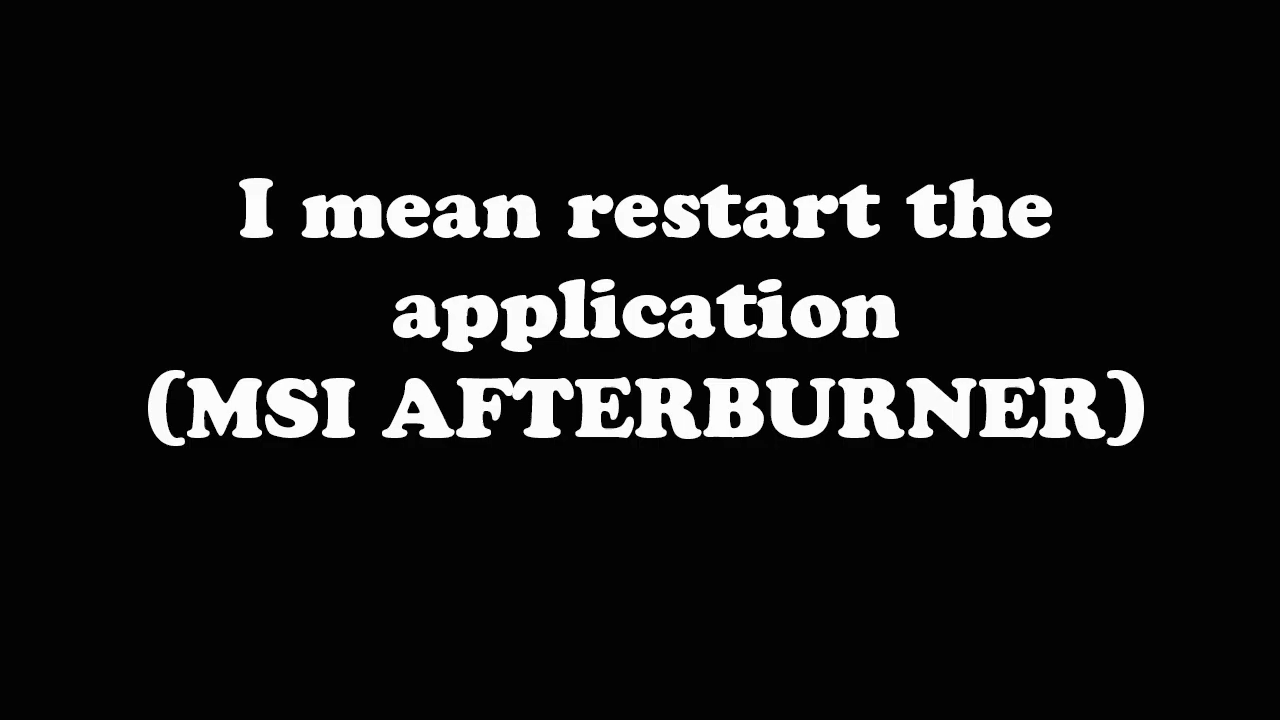 I mean restart the
application
(MSI AFTERBURNER)